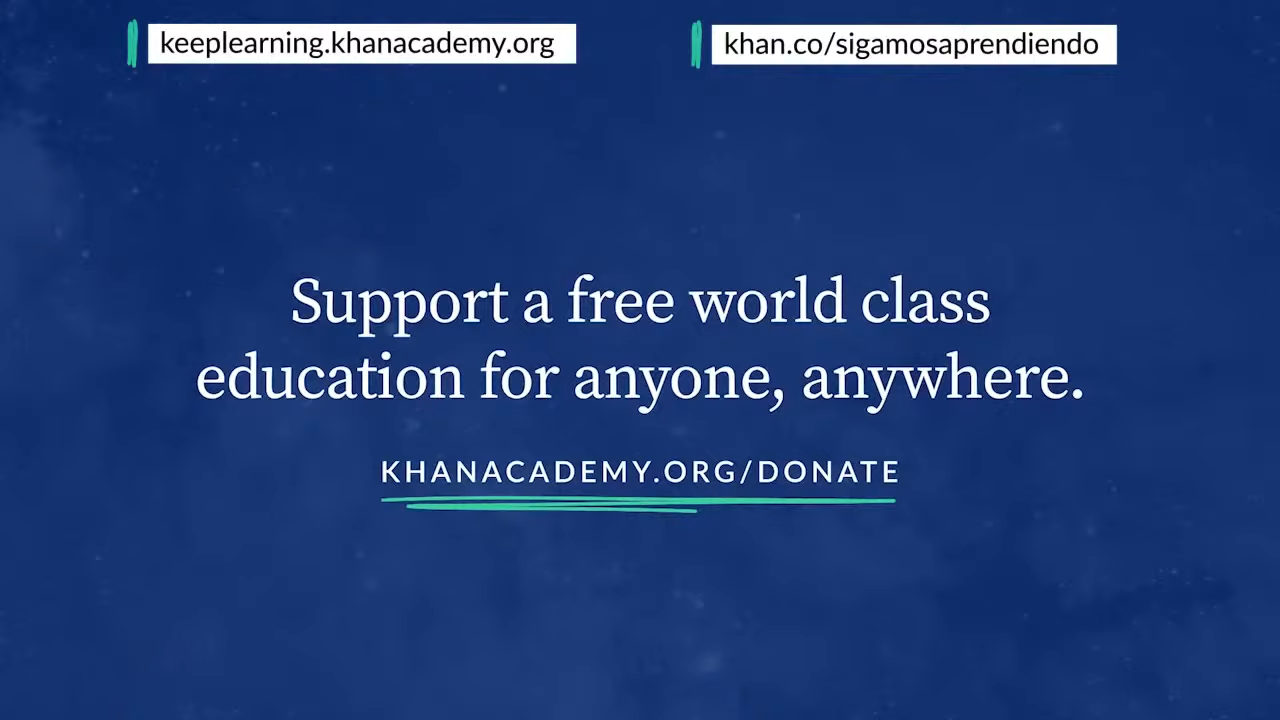 keeplearning.khanacademy.org
khan.co/sigamosaprendiendo
Support a free world class
education for anyone, anywhere.
KHANACADEMY.ORG/DONATE